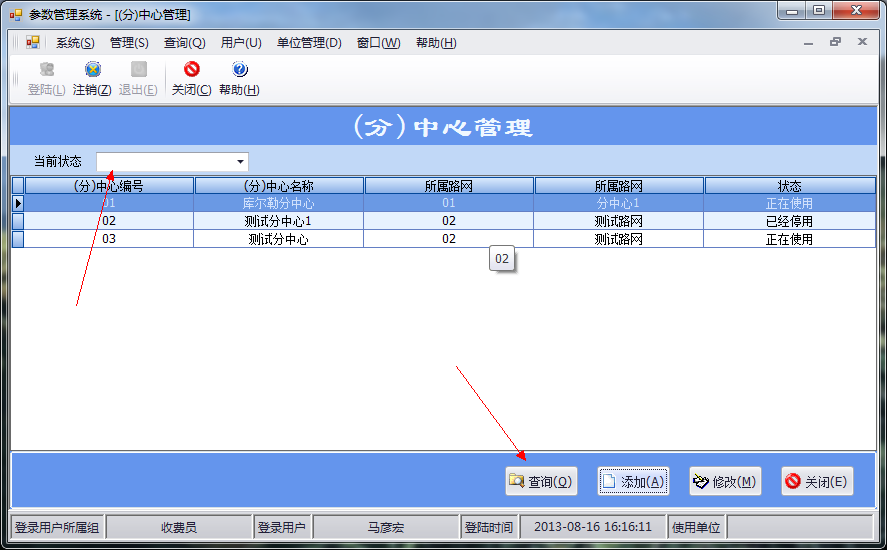 参数管理系统 - [(分)中心管理]
系统(S) 管理(S) 查询(Q) 用户(U) 单位管理(D) 窗口(W) 帮助(H)
登陆(L) 注销(Z) 退出(E) 关闭(C) 帮助(H)
(分)中心管理
当前状态
(分)中心编号 (分)中心名称 所属路网 所属路网 状态
01 库尔勒分中心 01 分中心1 正在使用
02 测试分中心1 02 测试路网 已经停用
03 测试分中心 02 测试路网 正在使用
02
查询(Q) 添加(A) 修改(M) 关闭(E)
登录用户所属组 收费员 登录用户 马彦宏 登陆时间 2013-08-16 16:16:11 使用单位